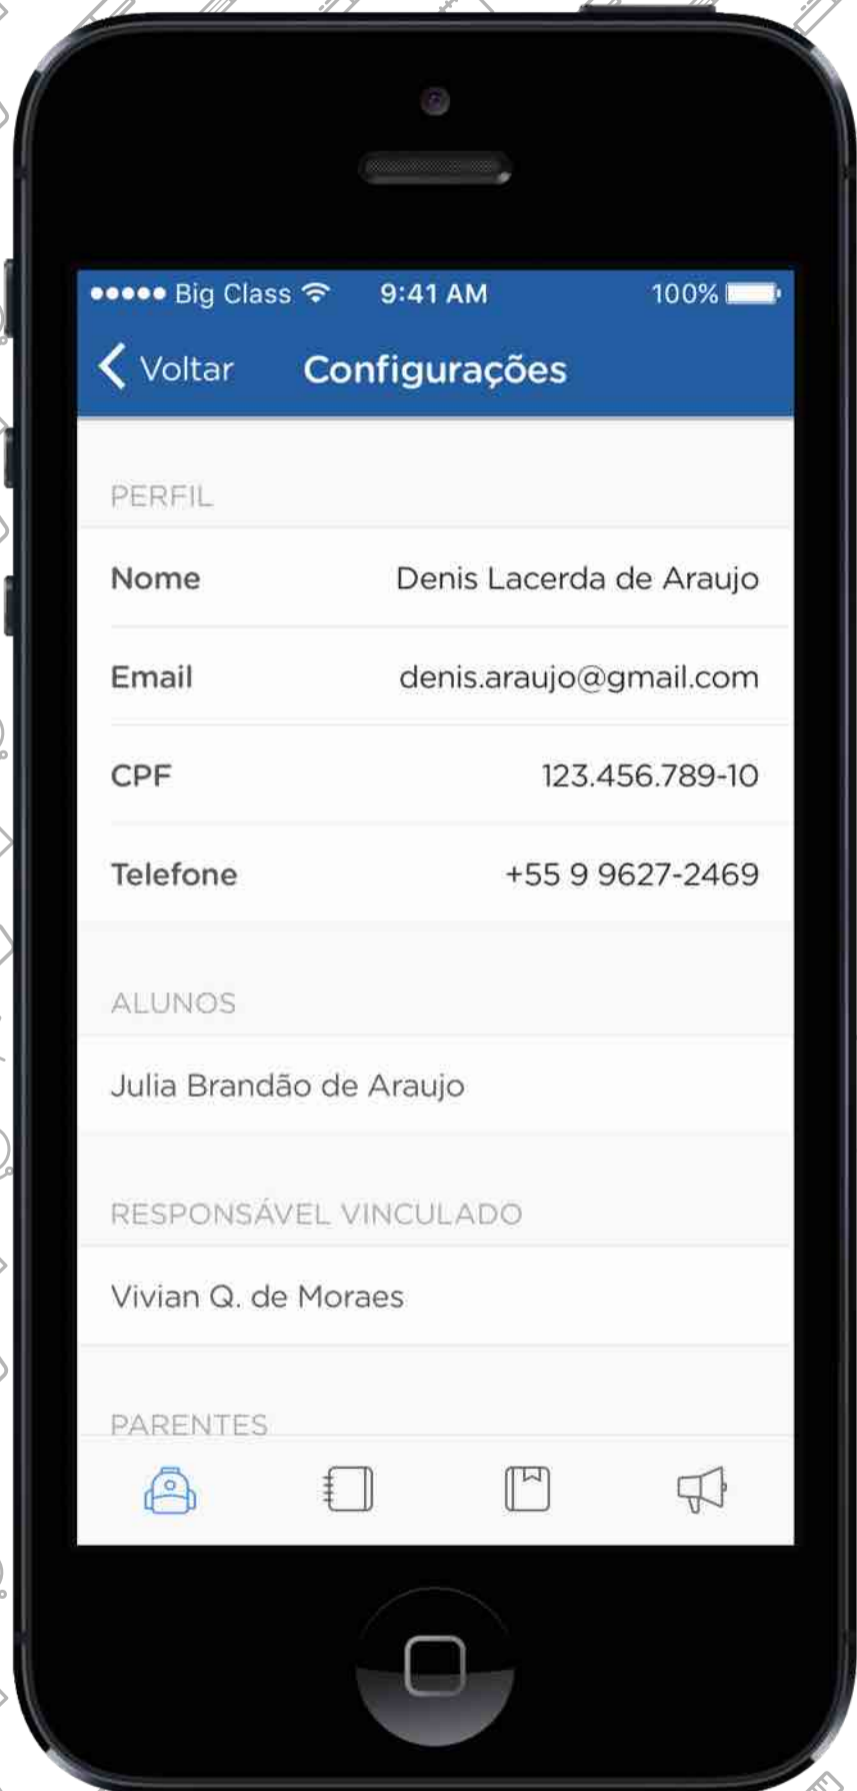 Big Class 9:41 AM 100%
Voltar Configurações
PERFIL
Nome Denis Lacerda de Araujo
Email denis.araujo@gmail.com
CPF 123.456.789-10
Telefone +55 9 9627-2469
ALUNOS
Julia Brandão de Araujo
RESPONSÁVEL VINCULADO
Vivian Q. de Moraes
PARENTES